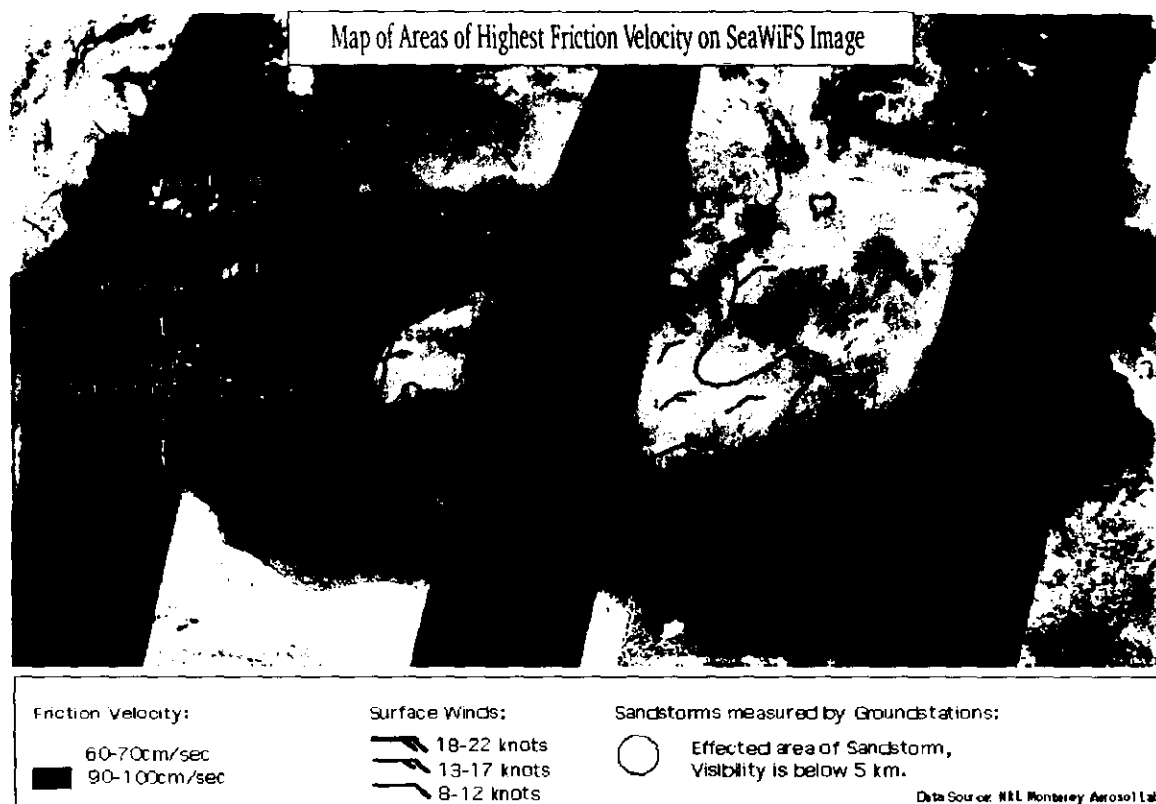 Map of Areas of Highest Friction Velocity on SeaWiFS Image
Friction Velocity:
60-70cm/sec
90-100cm/sec
Surface Winds:
18-22 knots
13-17 knots
8-12 knots
Sandstorms measured by Groundstations:
Effected area of Sandstorm,
Visibility is below 5 km.
Data Source: NRL Monterey Aerosol Lab